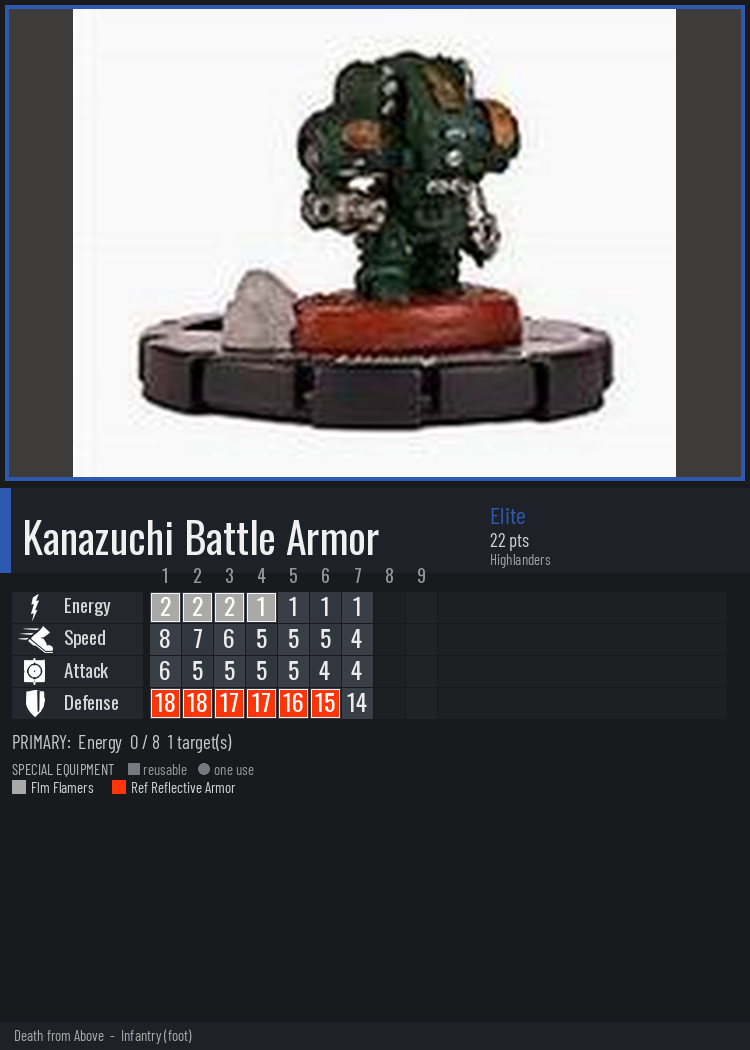 Kanazuchi Battle Armor
Elite
22 pts
Highlanders
1 2 3 4 5 6 7 8 9
Energy 2 2 2 1 1 1 1
Speed 8 7 6 5 5 5 4
Attack 6 5 5 5 5 4 4
Defense 18 18 17 17 16 15 14
PRIMARY: Energy 0 / 8 1 target(s)
SPECIAL EQUIPMENT reusable one use
Flm Flamers Ref Reflective Armor
Death from Above - Infantry (foot)